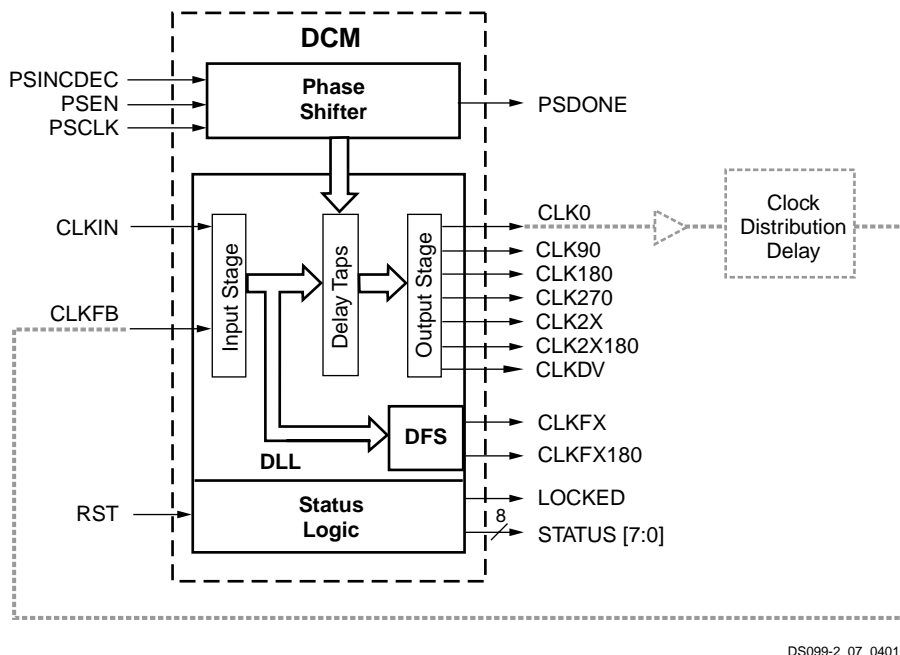 DCM
PSINCDEC
PSEN
PSCLK
Phase
Shifter
PSDONE
CLKIN
CLKFB
Input Stage
Delay Taps
Output Stage
CLK0
CLK90
CLK180
CLK270
CLK2X
CLK2X180
CLKDV
Clock
Distribution
Delay
DFS
CLKFX
CLKFX180
DLL
RST
Status
Logic
LOCKED
8
STATUS [7:0]
DS099-2_07_0401